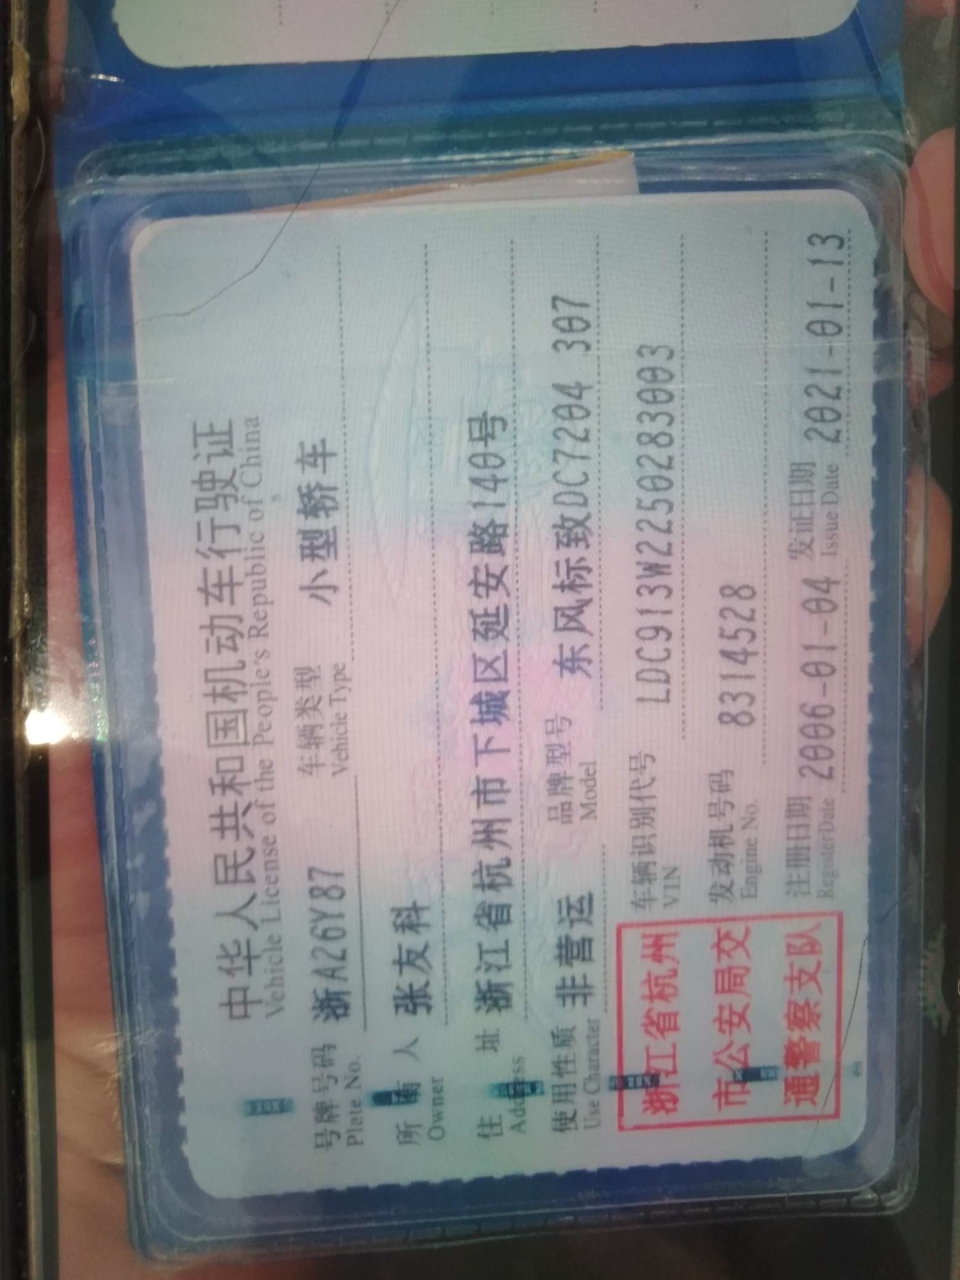 中华人民共和国机动车行驶证
Vehicle License of the People's Republic of China
号牌号码 浙A26Y87 车辆类型 小型轿车
Plate No. Vehicle Type
所有人 张友科
Owner
住址 浙江省杭州市下城区延安路140号
Address
使用性质 非营运 品牌型号 东风标致DC7204 307
Use Character Model
浙江省杭州
市公安局交
通警察支队
车辆识别代号 LDC913W2250283003
VIN
发动机号码 8314528
Engine No.
注册日期 2006-01-04 发证日期 2021-01-13
Register Date Issue Date